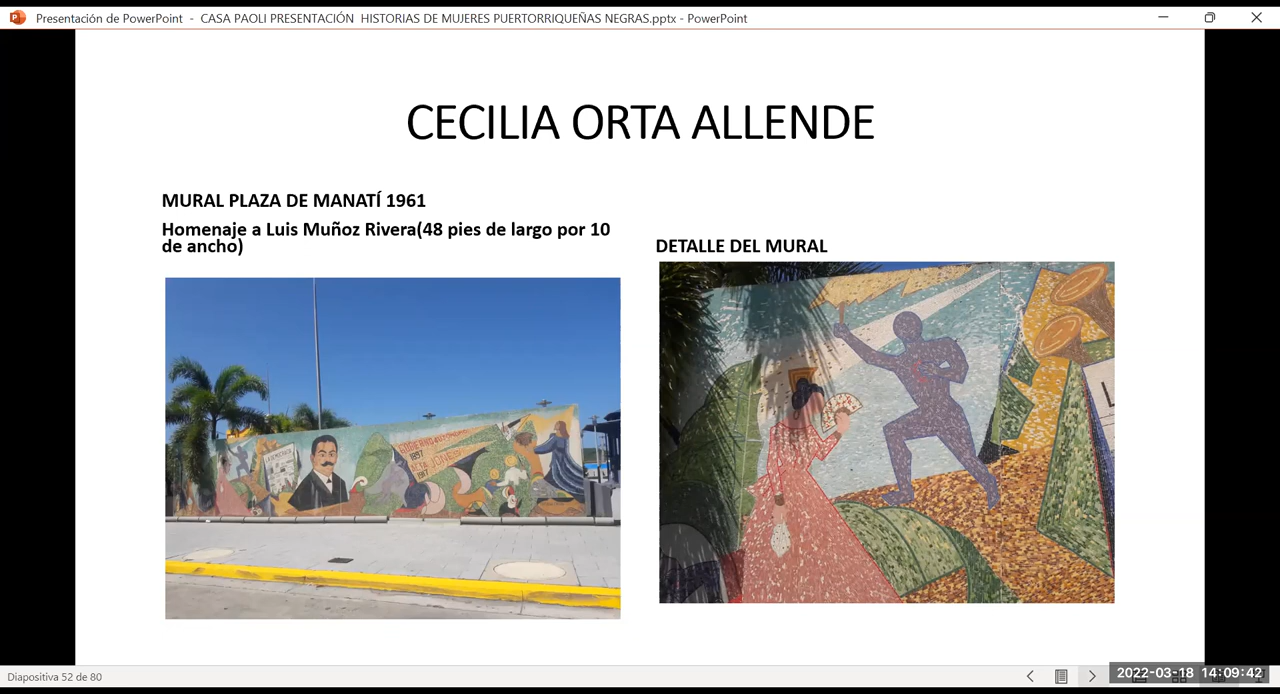 Presentación de PowerPoint - CASA PAOLI PRESENTACIÓN HISTORIAS DE MUJERES PUERTORRIQUEÑAS NEGRAS.pptx - PowerPoint
CECILIA ORTA ALLENDE
MURAL PLAZA DE MANATÍ 1961
Homenaje a Luis Muñoz Rivera(48 pies de largo por 10
de ancho)
DETALLE DEL MURAL
1897
Diapositiva 52 de 80
2022-03-18 14:09:42